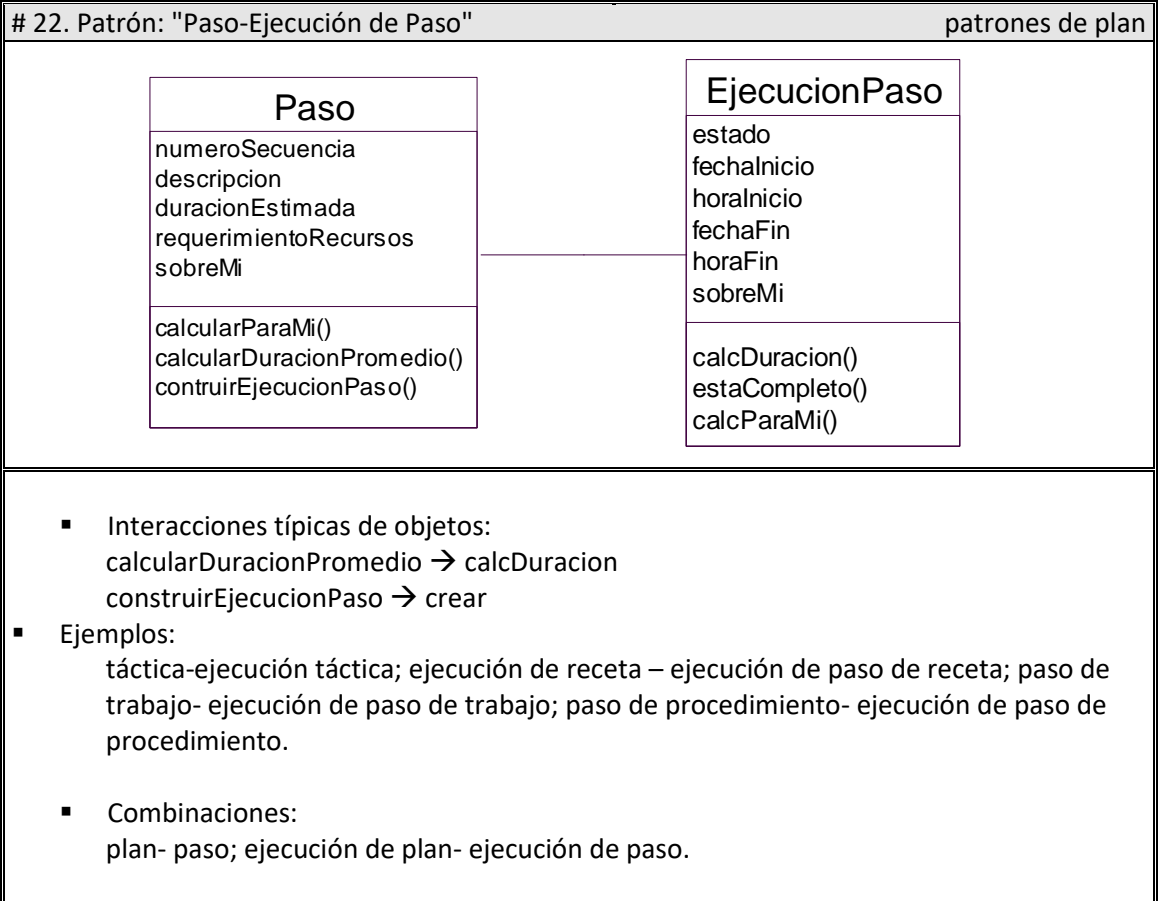 # 22. Patrón: "Paso-Ejecución de Paso" patrones de plan
Paso
numeroSecuencia
descripcion
duracionEstimada
requerimientoRecursos
sobreMi
calcularParaMi()
calcularDuracionPromedio()
contruirEjecucionPaso()
EjecucionPaso
estado
fechaInicio
horaInicio
fechaFin
horaFin
sobreMi
calcDuracion()
estaCompleto()
calcParaMi()
▪ Interacciones típicas de objetos:
calcularDuracionPromedio → calcDuracion
construirEjecucionPaso → crear
▪ Ejemplos:
táctica-ejecución táctica; ejecución de receta – ejecución de paso de receta; paso de
trabajo- ejecución de paso de trabajo; paso de procedimiento- ejecución de paso de
procedimiento.
▪ Combinaciones:
plan- paso; ejecución de plan- ejecución de paso.